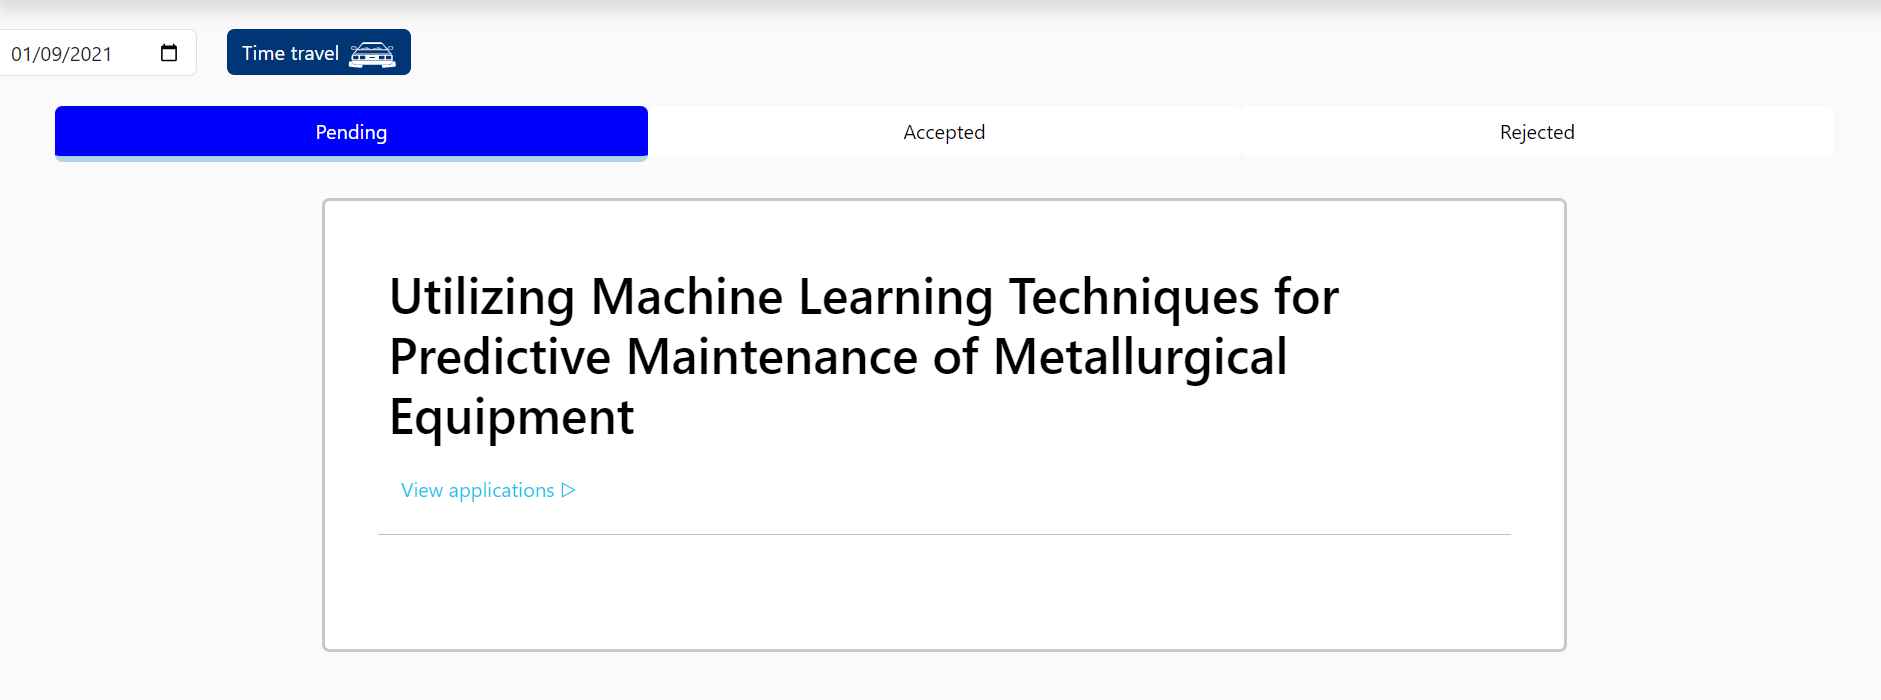 01/09/2021
Time travel
Pending
Accepted
Rejected
Utilizing Machine Learning Techniques for
Predictive Maintenance of Metallurgical
Equipment
View applications ▷